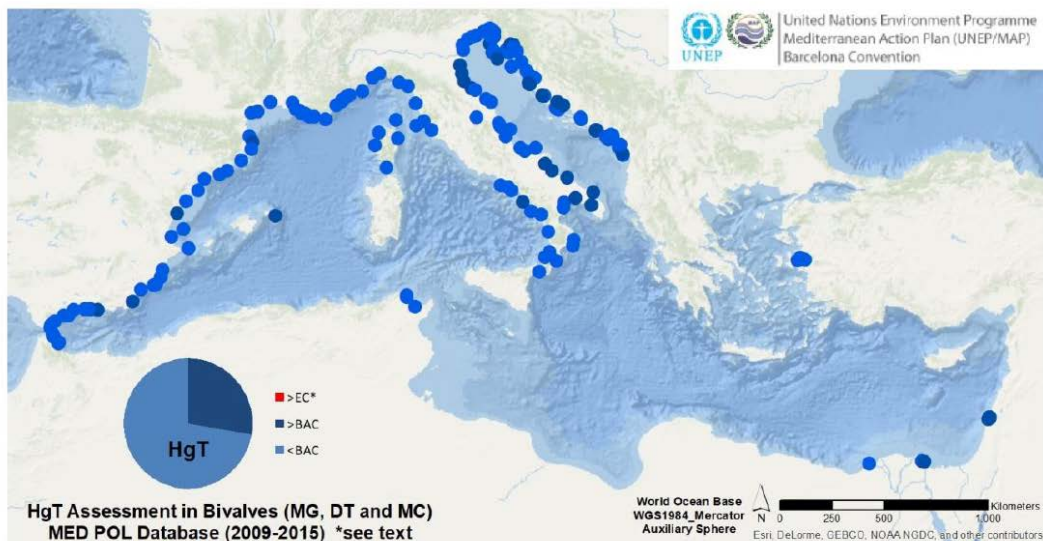 UNEP
MAP
United Nations Environment Programme
Mediterranean Action Plan (UNEP/MAP)
Barcelona Convention
HgT
>EC*
>BAC
<BAC
HgT Assessment in Bivalves (MG, DT and MC)
MED POL Database (2009-2015) *see text
World Ocean Base
WGS1984_Mercator
Auxiliary Sphere
N
Kilometers
0 250 500 1,000
Esri, DeLorme, GEBCO, NOAA NGDC, and other contributors